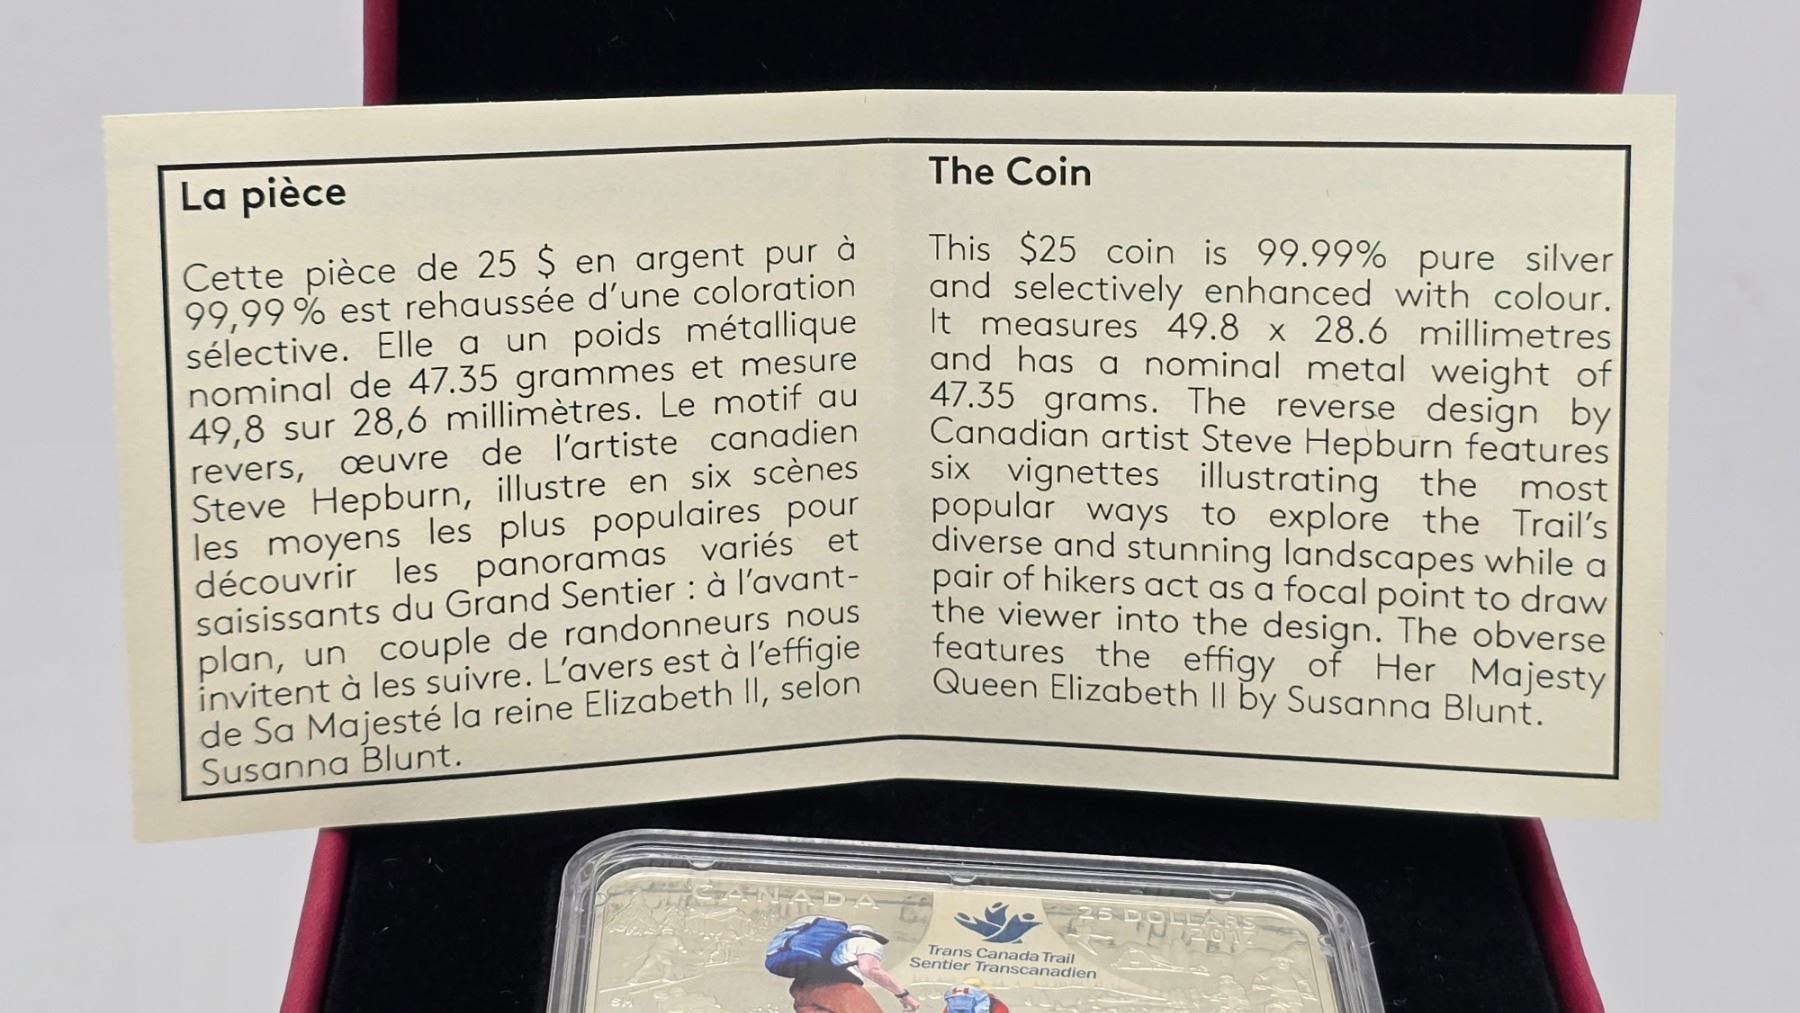 La pièce
Cette pièce de 25 $ en argent pur à
99,99 % est rehaussée d'une coloration
sélective. Elle a un poids métallique
nominal de 47.35 grammes et mesure
49,8 sur 28,6 millimètres. Le motif au
revers, œuvre de l'artiste canadien
Steve Hepburn, illustre en six scènes
les moyens les plus populaires pour
découvrir les panoramas variés et
saisissants du Grand Sentier : à l'avant-
plan, un couple de randonneurs nous
invitent à les suivre. L'avers est à l'effigie
de Sa Majesté la reine Elizabeth II, selon
Susanna Blunt.
The Coin
This $25 coin is 99.99% pure silver
and selectively enhanced with colour.
It measures 49.8 x 28.6 millimetres
and has a nominal metal weight of
47.35 grams. The reverse design by
Canadian artist Steve Hepburn features
six vignettes illustrating the most
popular ways to explore the Trail's
diverse and stunning landscapes while a
pair of hikers act as a focal point to draw
the viewer into the design. The obverse
features the effigy of Her Majesty
Queen Elizabeth II by Susanna Blunt.
CANADA
25 DOLLARS
Trans Canada Trail
Sentier Transcanadien
SH